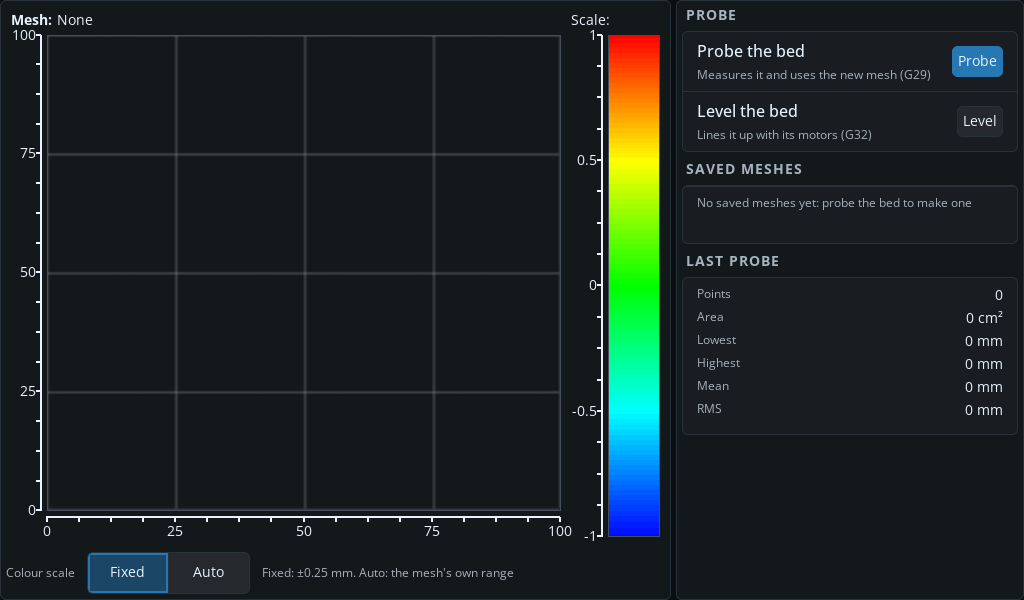 Mesh: None
Scale:
100
75
50
25
0
0
25
50
75
100
1
0.5
0
-0.5
-1
Colour scale
Fixed
Auto
Fixed: ±0.25 mm. Auto: the mesh's own range
PROBE
Probe the bed
Measures it and uses the new mesh (G29)
Probe
Level the bed
Lines it up with its motors (G32)
Level
SAVED MESHES
No saved meshes yet: probe the bed to make one
LAST PROBE
Points 0
Area 0 cm²
Lowest 0 mm
Highest 0 mm
Mean 0 mm
RMS 0 mm